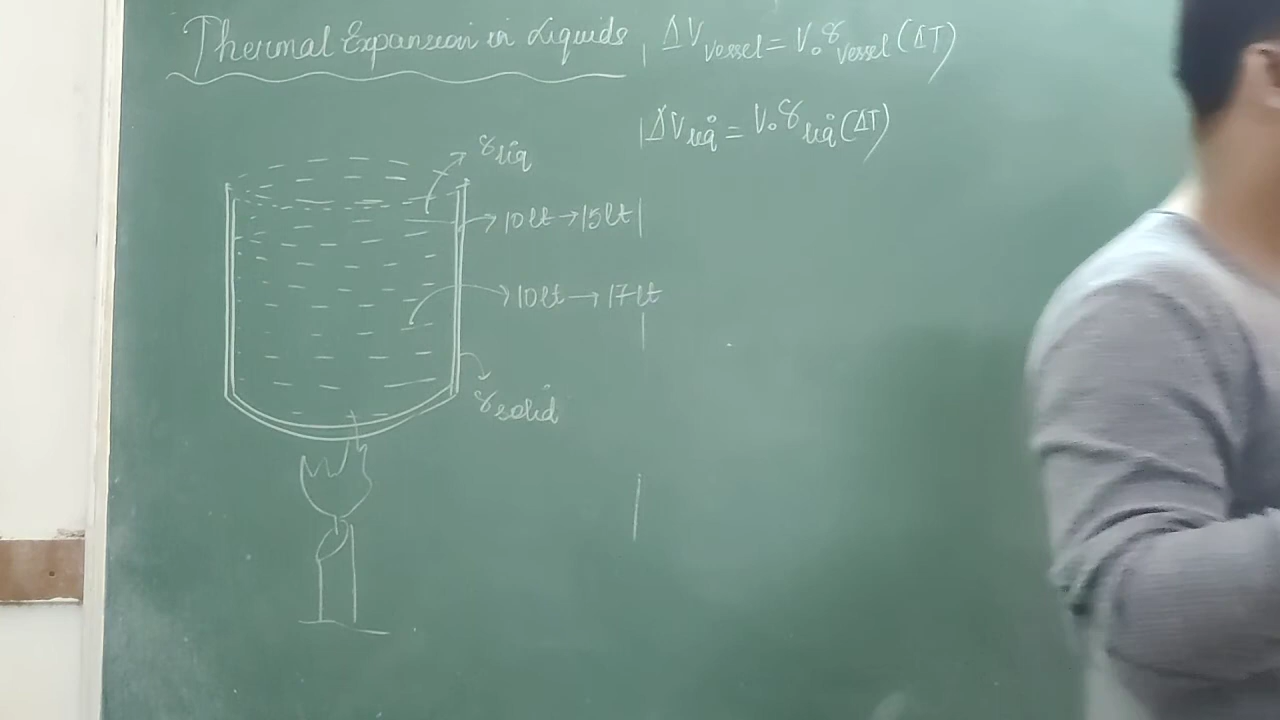 Thermal Expansion in Liquids
ΔV vessel = V₀ γ vessel (ΔT)
ΔV liq = V₀ γ liq (ΔT)
γ liq
10 lt → 15 lt
10 lt → 17 lt
γ solid